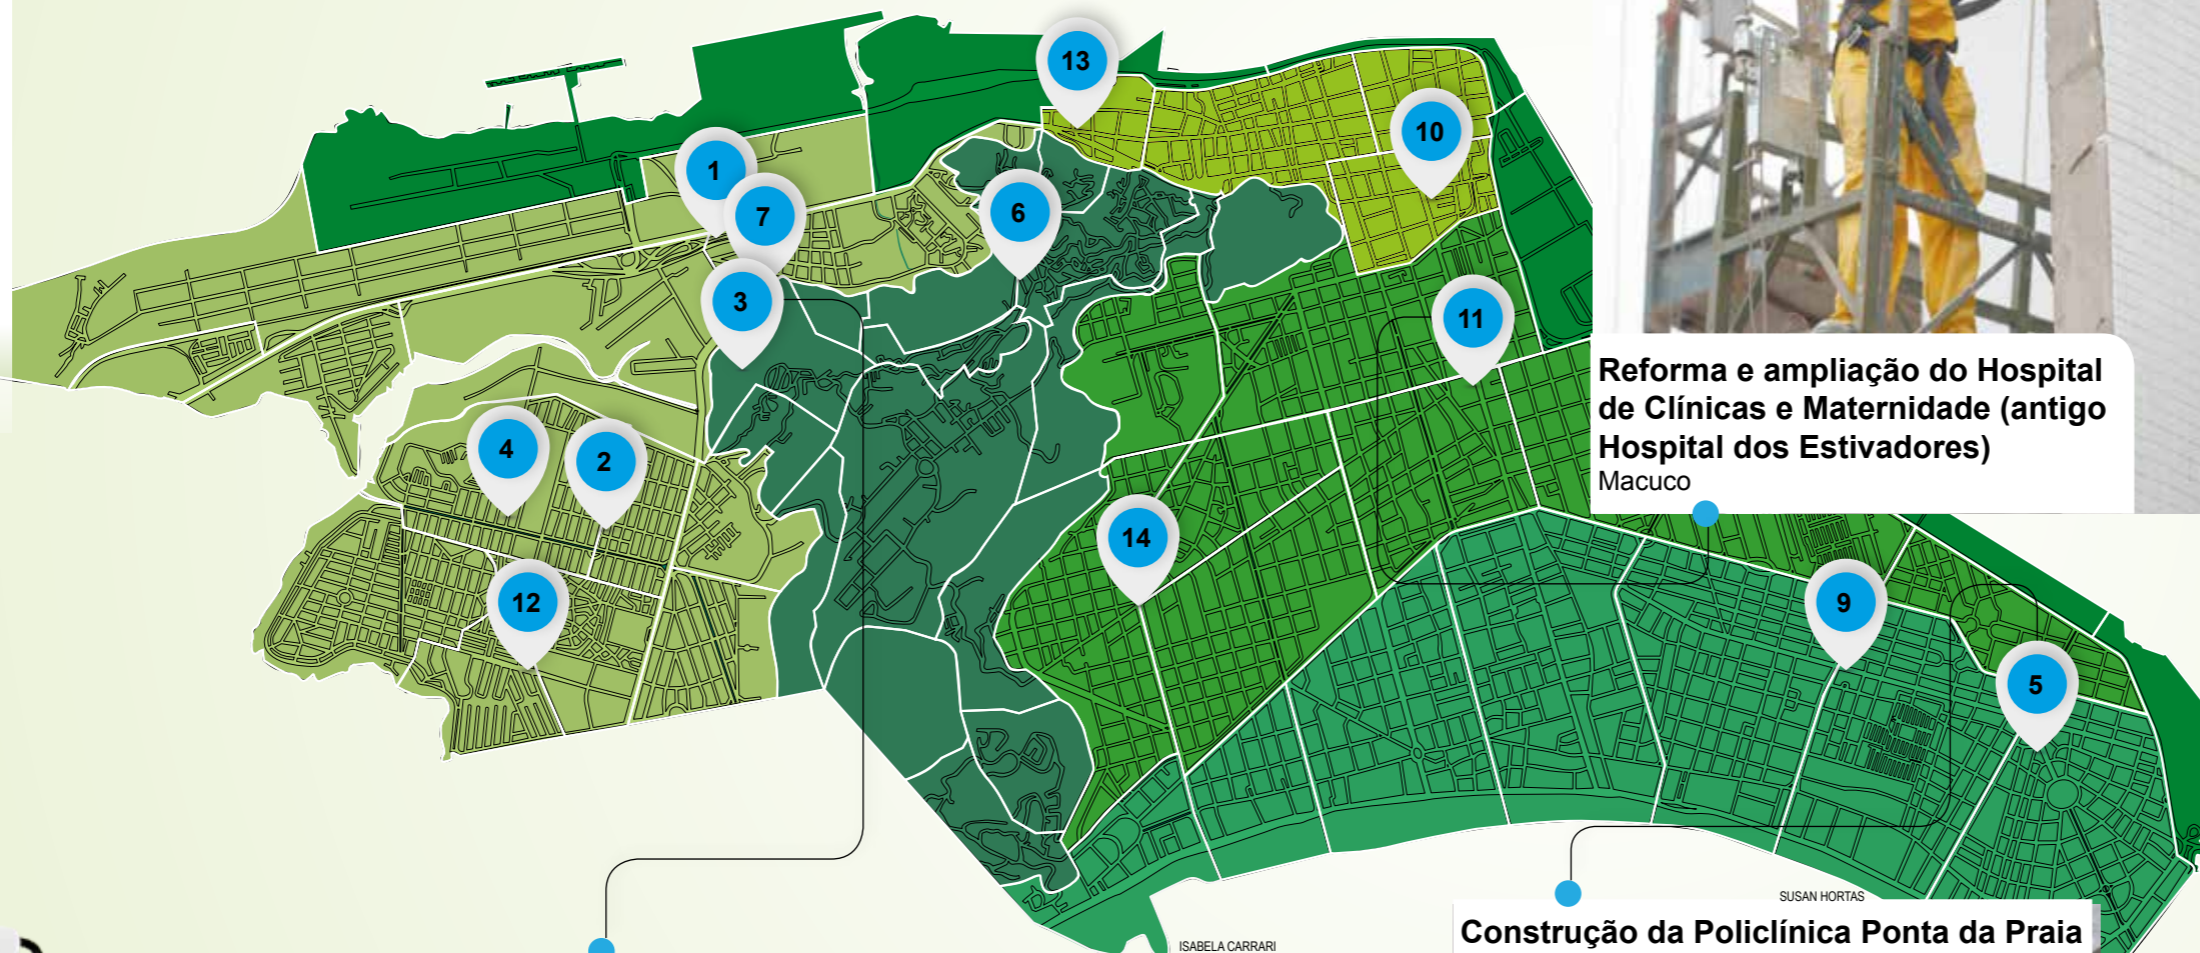 13
10
1
7
6
3
11
Reforma e ampliação do Hospital
de Clínicas e Maternidade (antigo
Hospital dos Estivadores)
Macuco
4
2
14
12
9
5
SUSAN HORTAS
Construção da Policlínica Ponta da Praia
ISABELA CARRARI